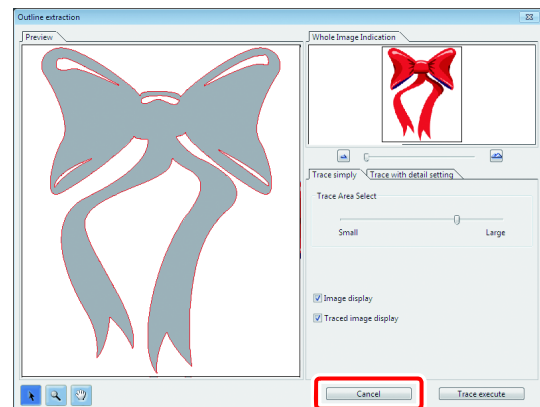 Outline extraction
Preview
Whole Image Indication
Trace simply
Trace with detail setting
Trace Area Select
Small Large
Image display
Traced image display
Cancel
Trace execute